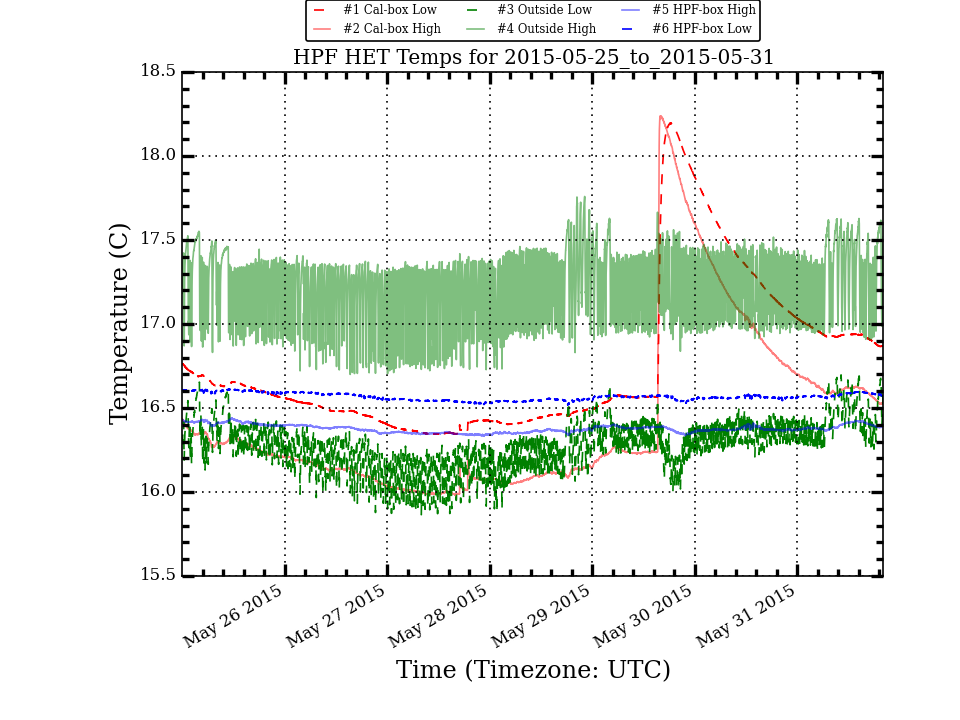 #1 Cal-box Low #3 Outside Low #5 HPF-box High
#2 Cal-box High #4 Outside High #6 HPF-box Low
HPF HET Temps for 2015-05-25_to_2015-05-31
18.5
18.0
17.5
17.0
16.5
16.0
15.5
Temperature (C)
May 26 2015
May 27 2015
May 28 2015
May 29 2015
May 30 2015
May 31 2015
Time (Timezone: UTC)